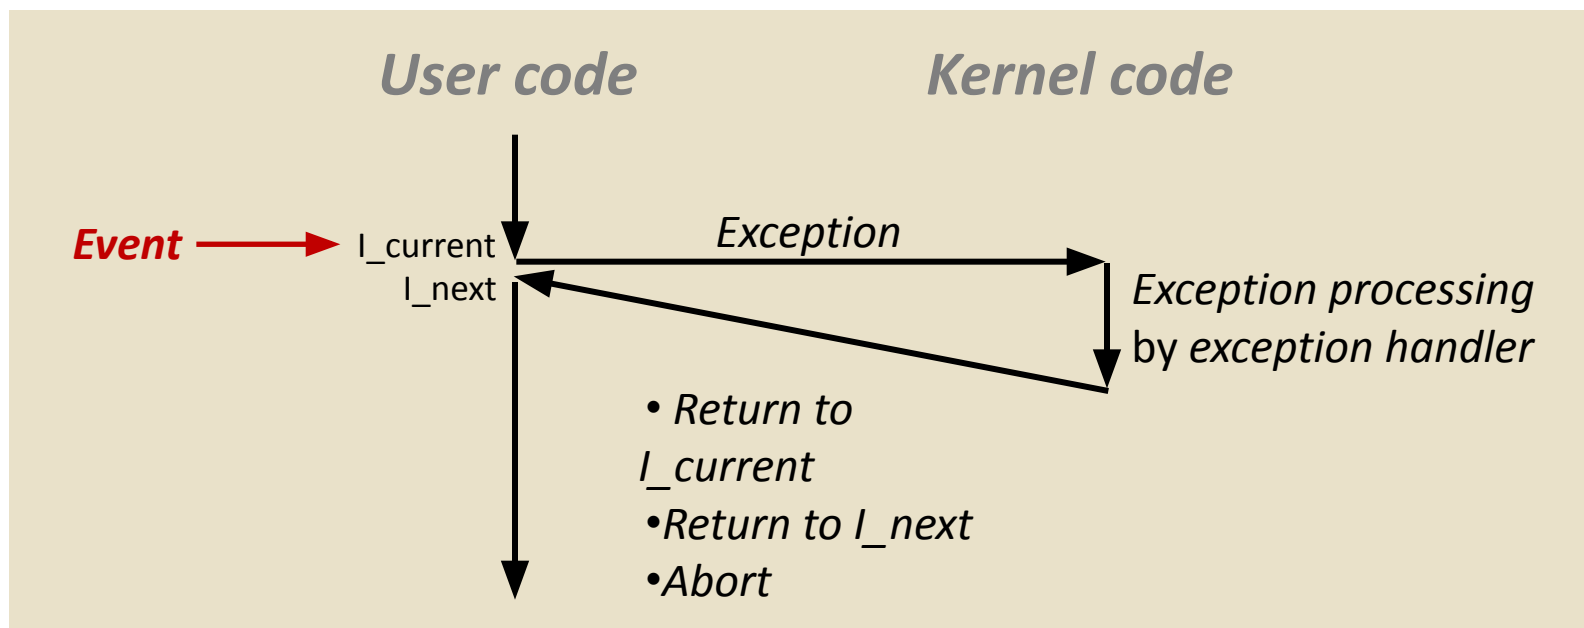 User code
Kernel code
Event
I_current
Exception
I_next
Exception processing
by exception handler
• Return to
I_current
•Return to I_next
•Abort